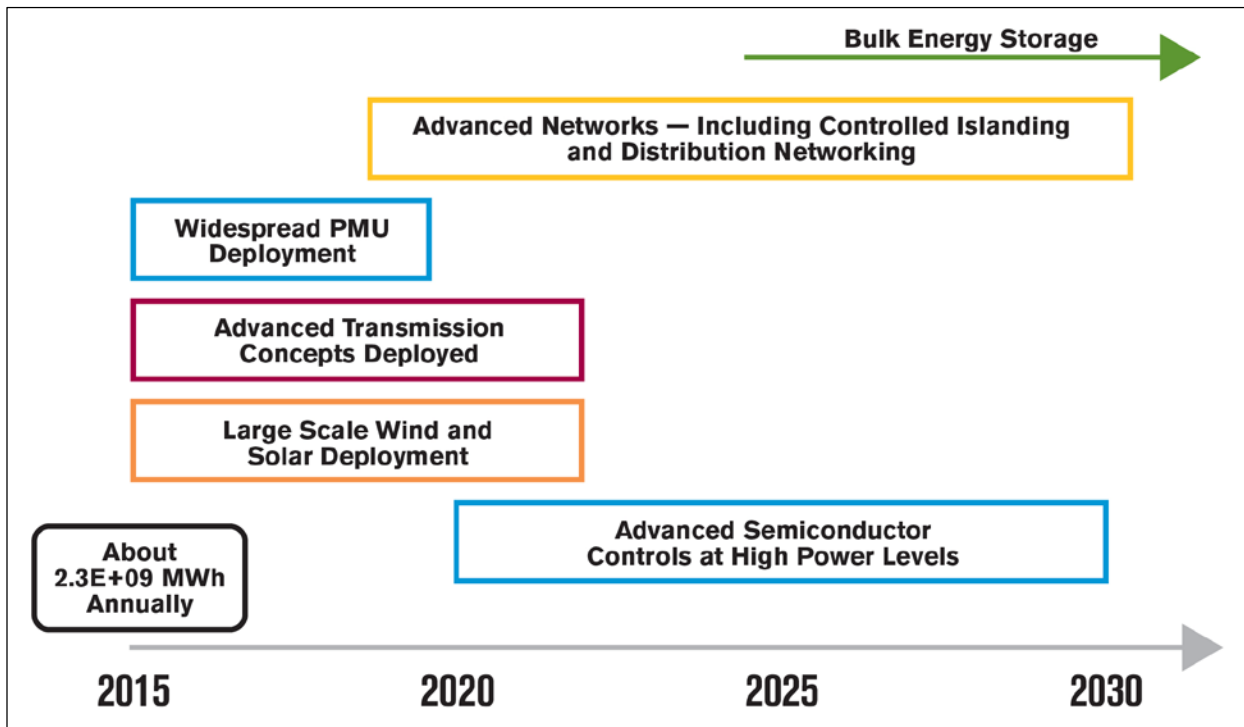 Bulk Energy Storage
Advanced Networks — Including Controlled Islanding
and Distribution Networking
Widespread PMU
Deployment
Advanced Transmission
Concepts Deployed
Large Scale Wind and
Solar Deployment
Advanced Semiconductor
Controls at High Power Levels
About
2.3E+09 MWh
Annually
2015
2020
2025
2030